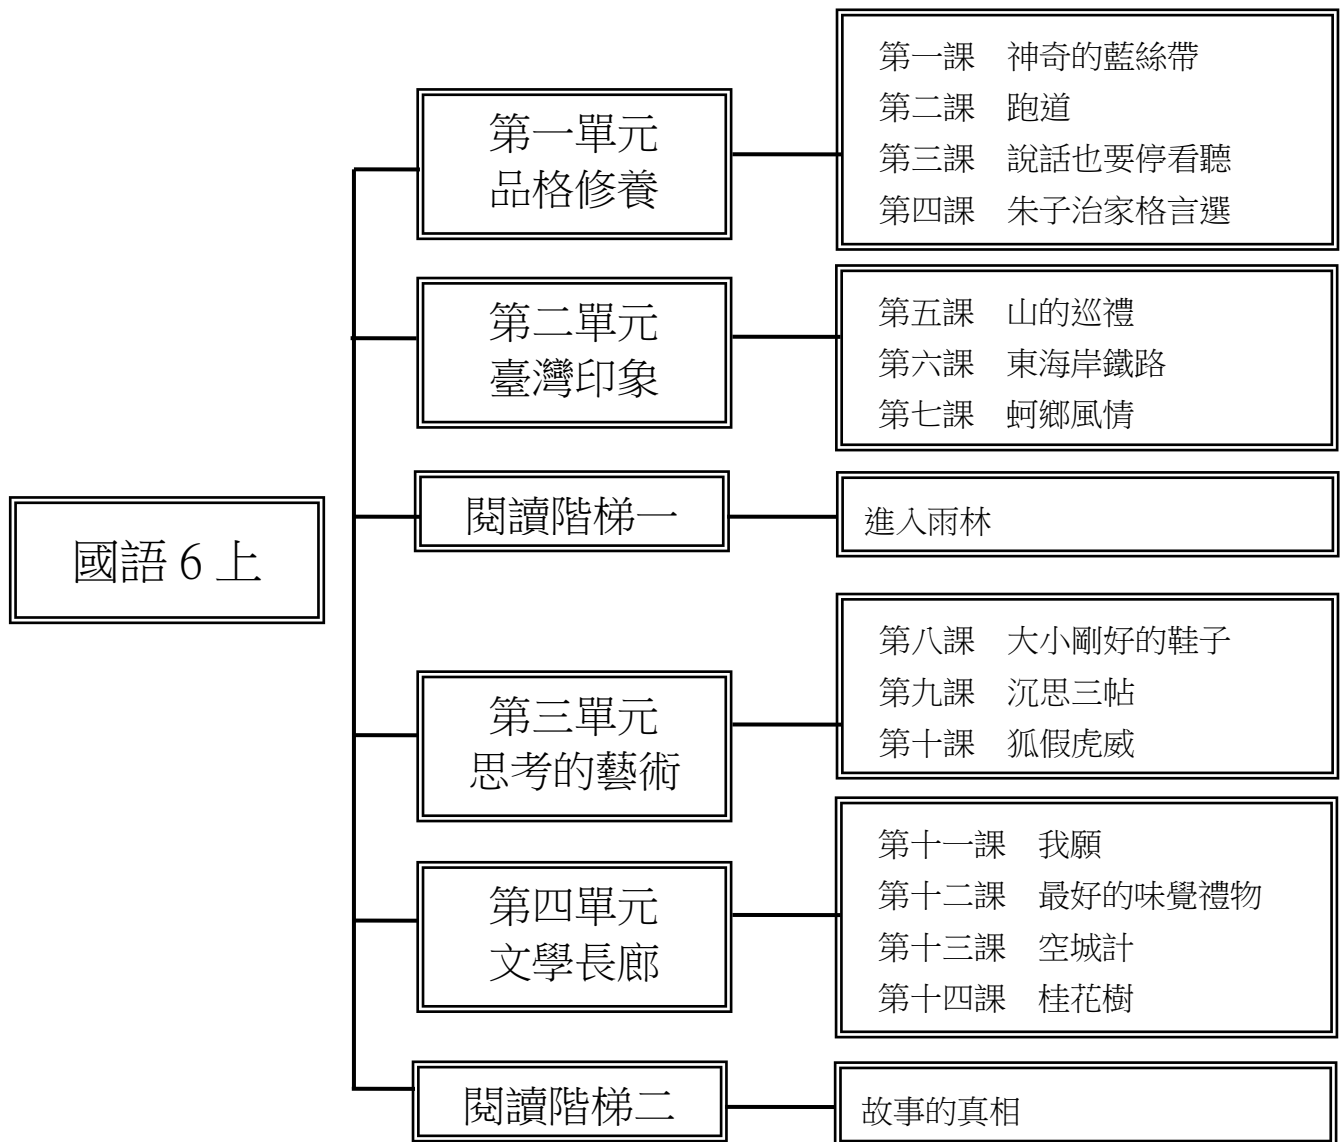 國語 6 上
第一單元
品格修養
第一課　神奇的藍絲帶
第二課　跑道
第三課　說話也要停看聽
第四課　朱子治家格言選
第二單元
臺灣印象
第五課　山的巡禮
第六課　東海岸鐵路
第七課　蚵鄉風情
閱讀階梯一
進入雨林
第三單元
思考的藝術
第八課　大小剛好的鞋子
第九課　沉思三帖
第十課　狐假虎威
第四單元
文學長廊
第十一課　我願
第十二課　最好的味覺禮物
第十三課　空城計
第十四課　桂花樹
閱讀階梯二
故事的真相